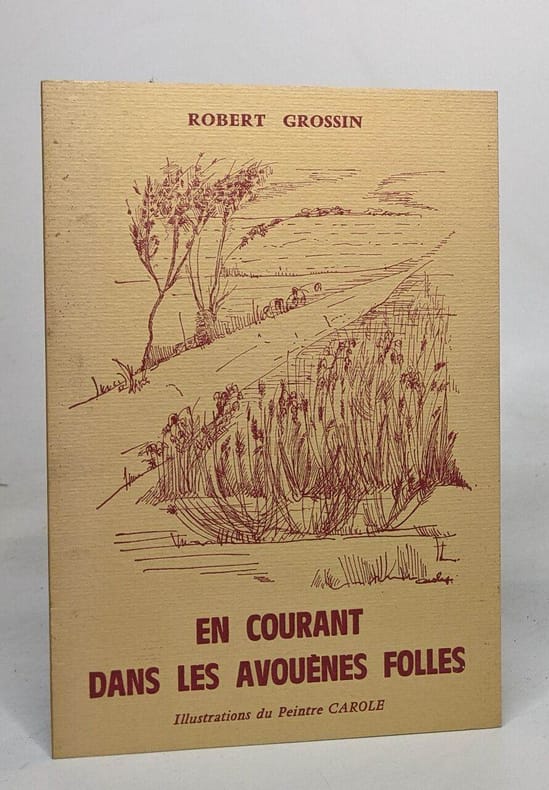 ROBERT GROSSIN
EN COURANT
DANS LES AVOUÈNES FOLLES
Illustrations du Peintre CAROLE